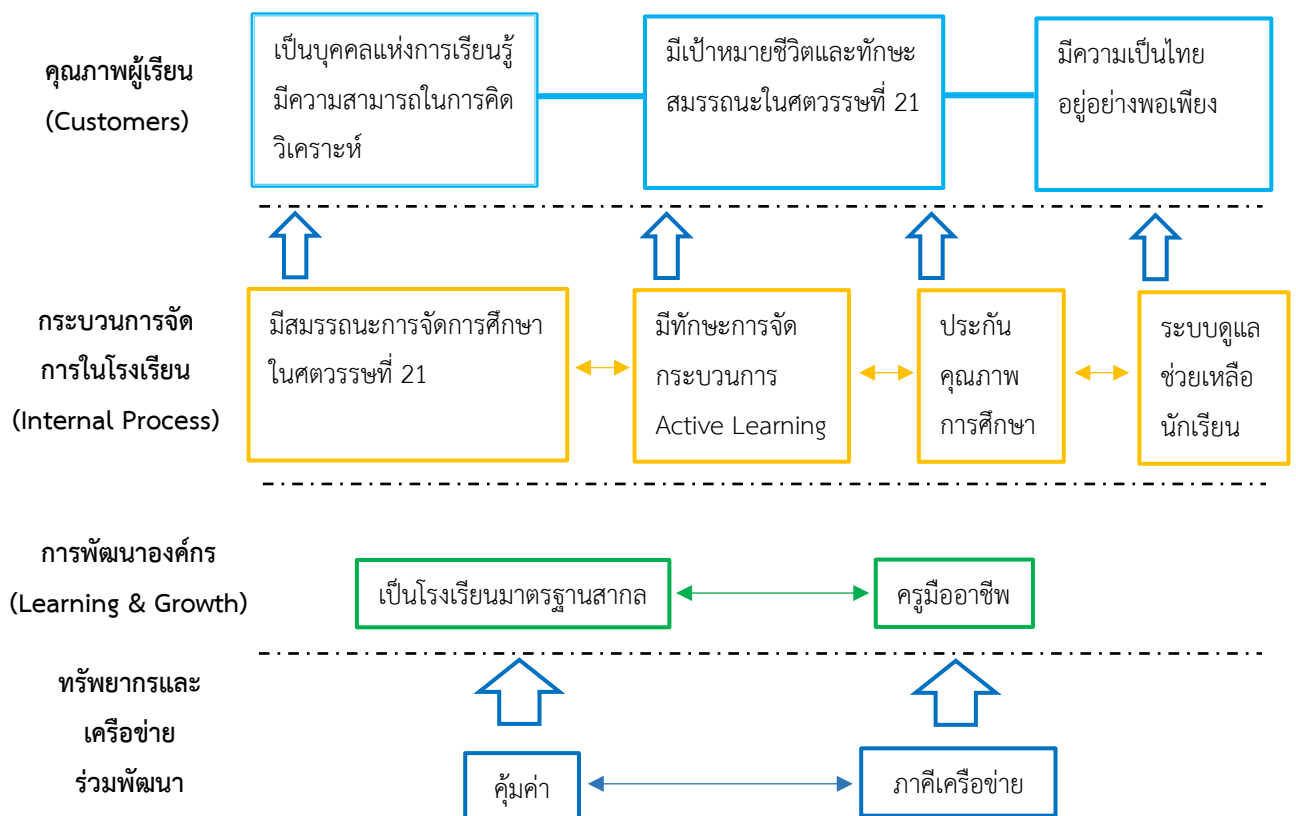 คุณภาพผู้เรียน
(Customers)
เป็นบุคคลแห่งการเรียนรู้
มีความสามารถในการคิด
วิเคราะห์
มีเป้าหมายชีวิตและทักษะ
สมรรถนะในศตวรรษที่ 21
มีความเป็นไทย
อยู่อย่างพอเพียง
กระบวนการจัด
การในโรงเรียน
(Internal Process)
มีสมรรถนะการจัดการศึกษา
ในศตวรรษที่ 21
มีทักษะการจัด
กระบวนการ
Active Learning
ประกัน
คุณภาพ
การศึกษา
ระบบดูแล
ช่วยเหลือ
นักเรียน
การพัฒนาองค์กร
(Learning & Growth)
เป็นโรงเรียนมาตรฐานสากล
ครูมืออาชีพ
ทรัพยากรและ
เครือข่าย
ร่วมพัฒนา
คุ้มค่า
ภาคีเครือข่าย